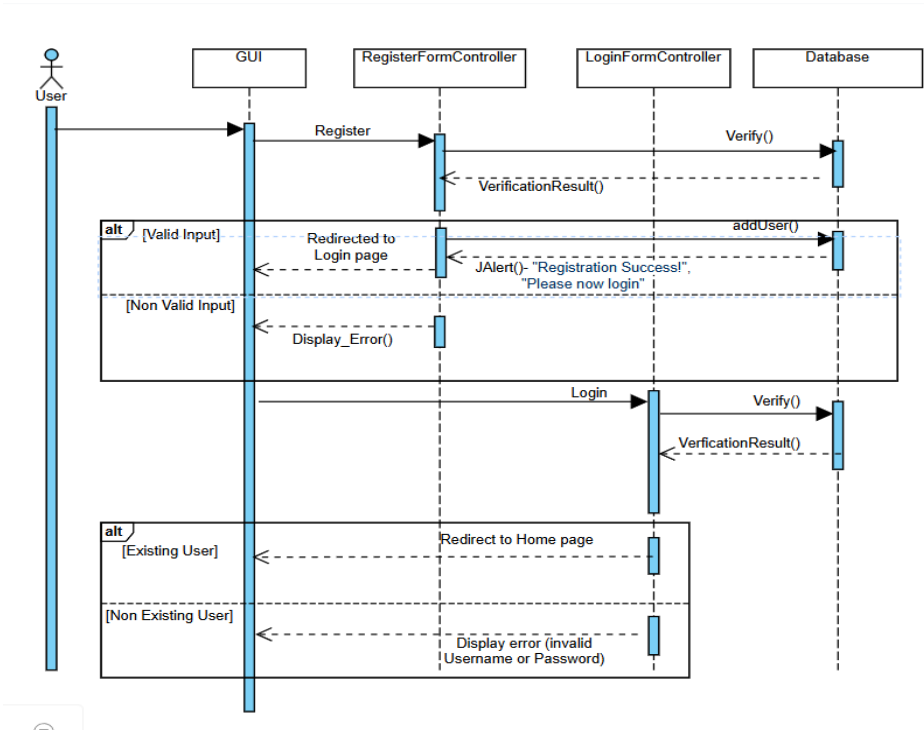 GUI
RegisterFormController
LoginFormController
Database
User
Register
Verify()
VerificationResult()
alt
[Valid Input]
addUser()
Redirected to
Login page
JAlert()- "Registration Success!",
"Please now login"
[Non Valid Input]
Display_Error()
Login
Verify()
VerficationResult()
alt
[Existing User]
Redirect to Home page
[Non Existing User]
Display error (invalid
Username or Password)